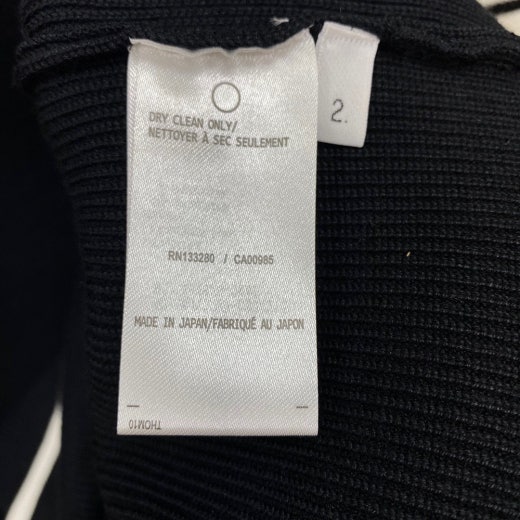 DRY CLEAN ONLY/
NETTOYER À SEC SEULEMENT
2.
RN133280 / CA00985
MADE IN JAPAN/FABRIQUÉ AU JAPON
THOM10